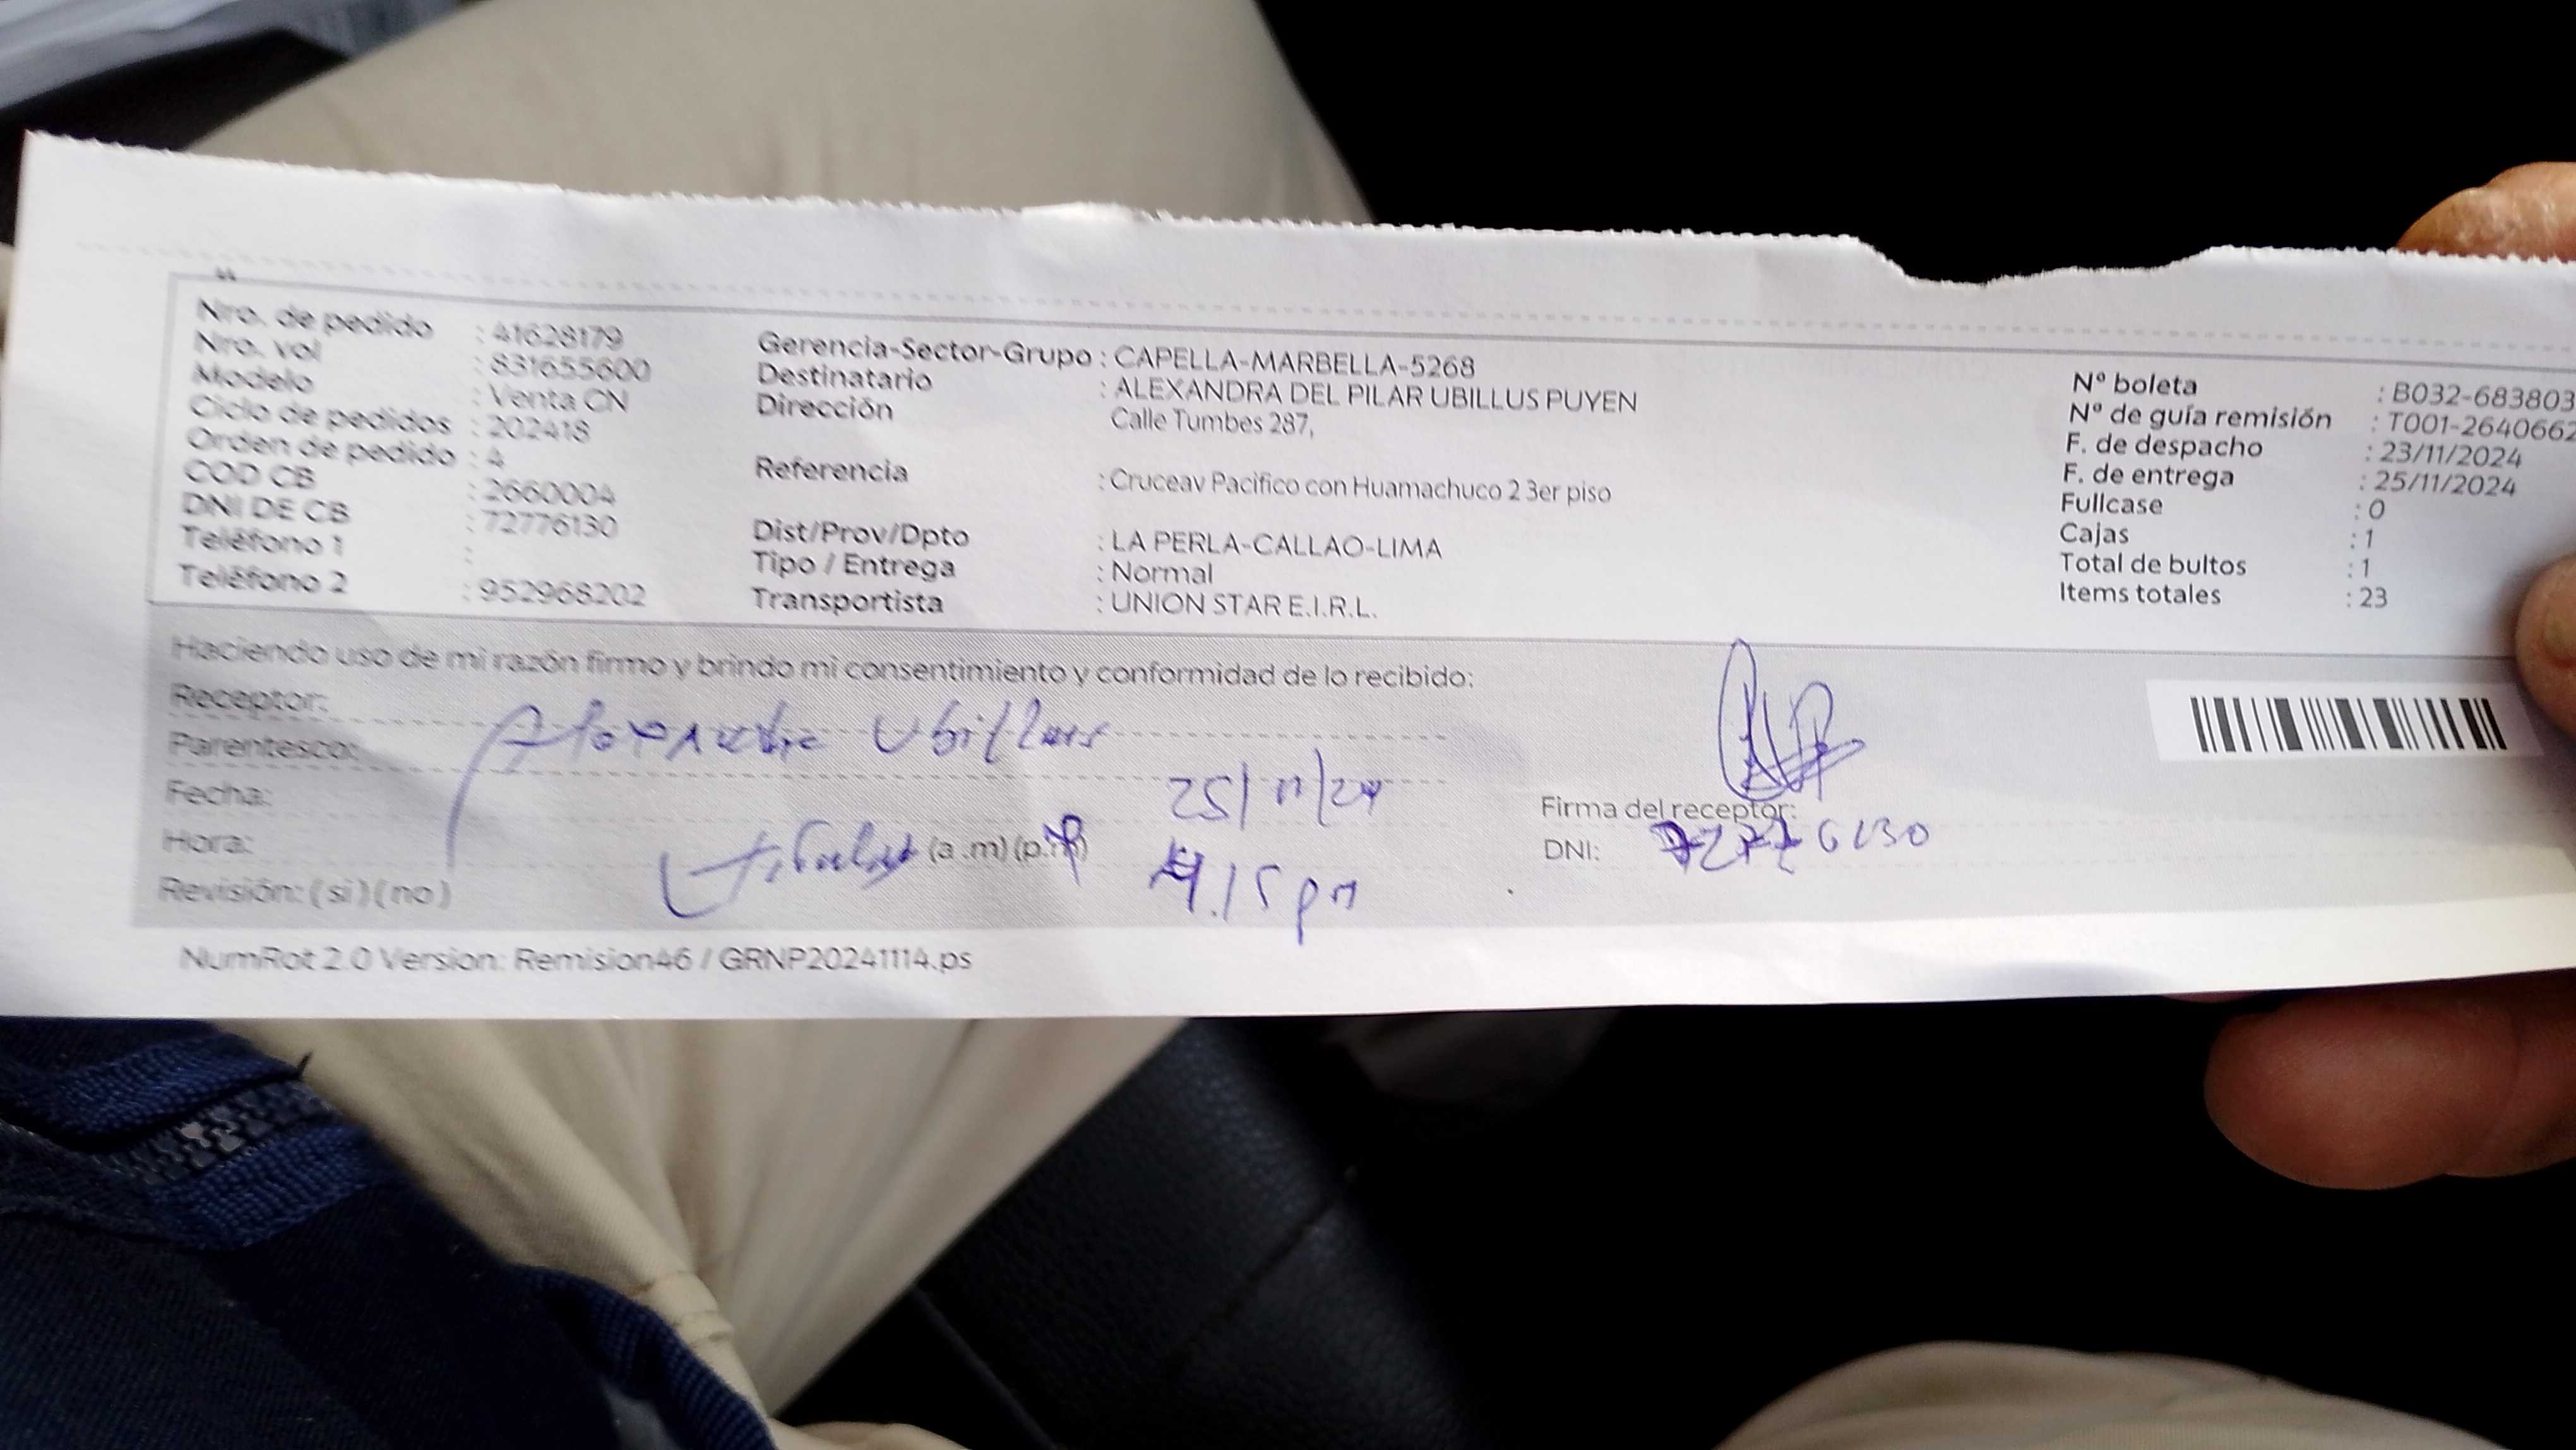 Nro. de pedido : 41628179
Nro. vol : 831655600
Modelo : Venta CN
Ciclo de pedidos : 202418
Orden de pedido : 4
COD CB : 2660004
DNI DE CB : 72776130
Teléfono 1 :
Teléfono 2 : 952968202
Gerencia-Sector-Grupo : CAPELLA-MARBELLA-5268
Destinatario : ALEXANDRA DEL PILAR UBILLUS PUYEN
Dirección Calle Tumbes 287,
Referencia : Cruceav Pacifico con Huamachuco 2 3er piso
Dist/Prov/Dpto : LA PERLA-CALLAO-LIMA
Tipo / Entrega : Normal
Transportista : UNION STAR E.I.R.L.
Nº boleta : B032-683803
Nº de guía remisión : T001-2640662
F. de despacho : 23/11/2024
F. de entrega : 25/11/2024
Fullcase : 0
Cajas : 1
Total de bultos : 1
Items totales : 23
Haciendo uso de mi razón firmo y brindo mi consentimiento y conformidad de lo recibido:
Receptor: Alexandra Ubillus
Parentesco:
Fecha: 25/11/24
Hora: (a .m) (p.m) 4.15 pm
Revisión: ( si ) ( no )
Firma del receptor:
DNI: 72776130
NumRot 2.0 Version: Remision46 / GRNP20241114.ps